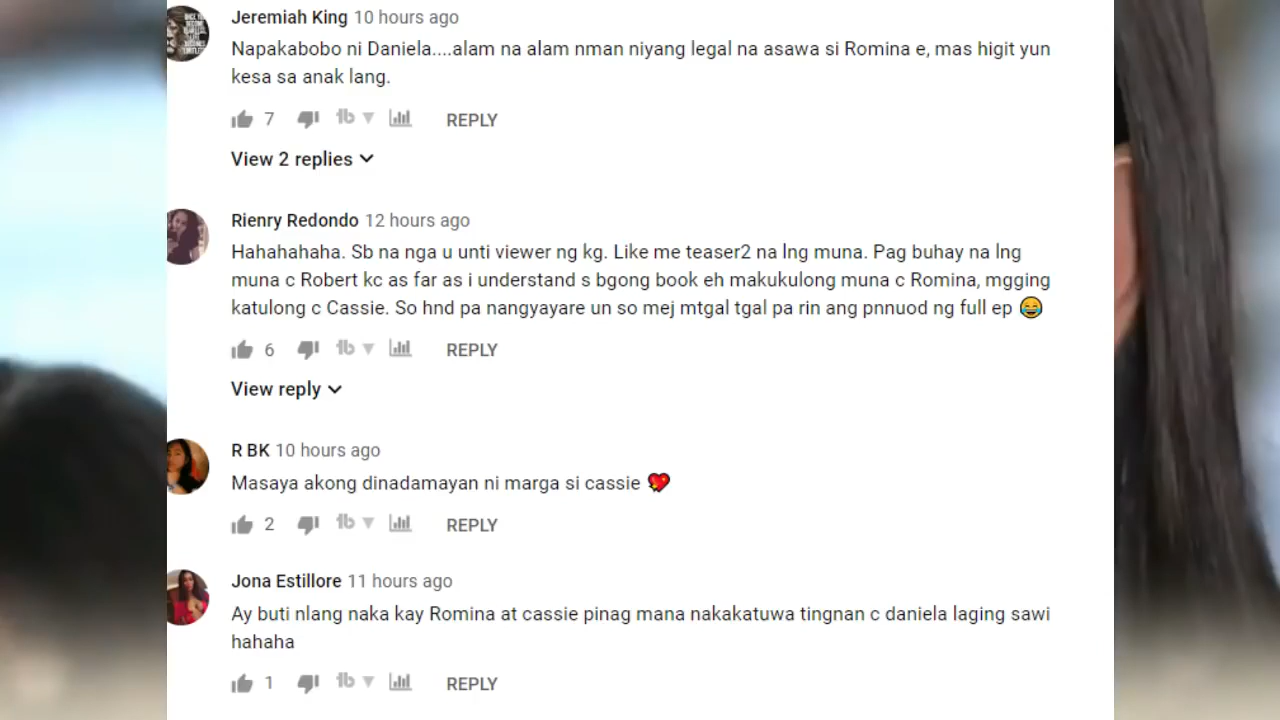 Jeremiah King 10 hours ago
Napakabobo ni Daniela....alam na alam nman niyang legal na asawa si Romina e, mas higit yun
kesa sa anak lang.
7 REPLY
View 2 replies
Rienry Redondo 12 hours ago
Hahahahaha. Sb na nga u unti viewer ng kg. Like me teaser2 na lng muna. Pag buhay na lng
muna c Robert kc as far as i understand s bgong book eh makukulong muna c Romina, mgging
katulong c Cassie. So hnd pa nangyayare un so mej mtgal tgal pa rin ang pnnuod ng full ep 😂
6 REPLY
View reply
R BK 10 hours ago
Masaya akong dinadamayan ni marga si cassie 💖
2 REPLY
Jona Estillore 11 hours ago
Ay buti nlang naka kay Romina at cassie pinag mana nakakatuwa tingnan c daniela laging sawi
hahaha
1 REPLY